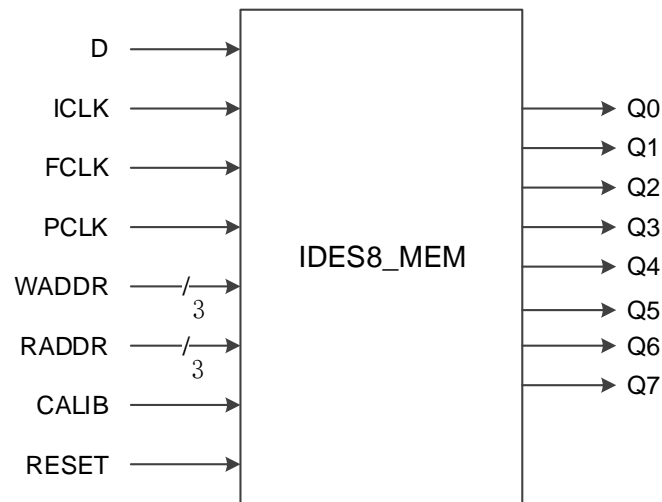 D
ICLK
FCLK
PCLK
WADDR
/
3
RADDR
/
3
CALIB
RESET
IDES8_MEM
Q0
Q1
Q2
Q3
Q4
Q5
Q6
Q7